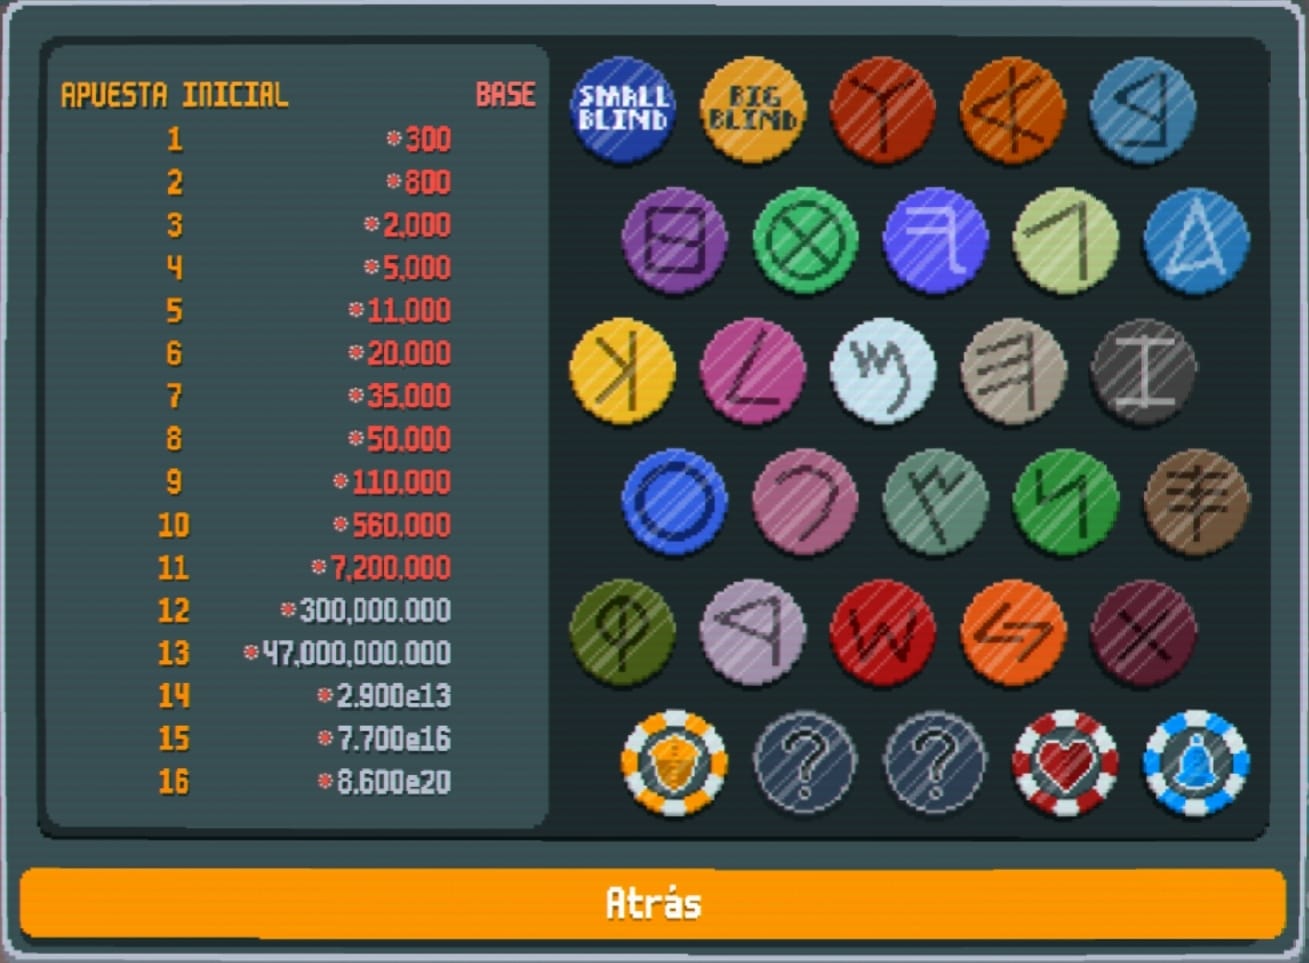 APUESTA INICIAL BASE
1 300
2 800
3 2,000
4 5,000
5 11,000
6 20,000
7 35,000
8 50,000
9 110,000
10 560,000
11 7,200,000
12 300,000,000
13 47,000,000,000
14 2.900e13
15 7.700e16
16 8.600e20
SMALL BLIND
BIG BLIND
? ?
Atrás